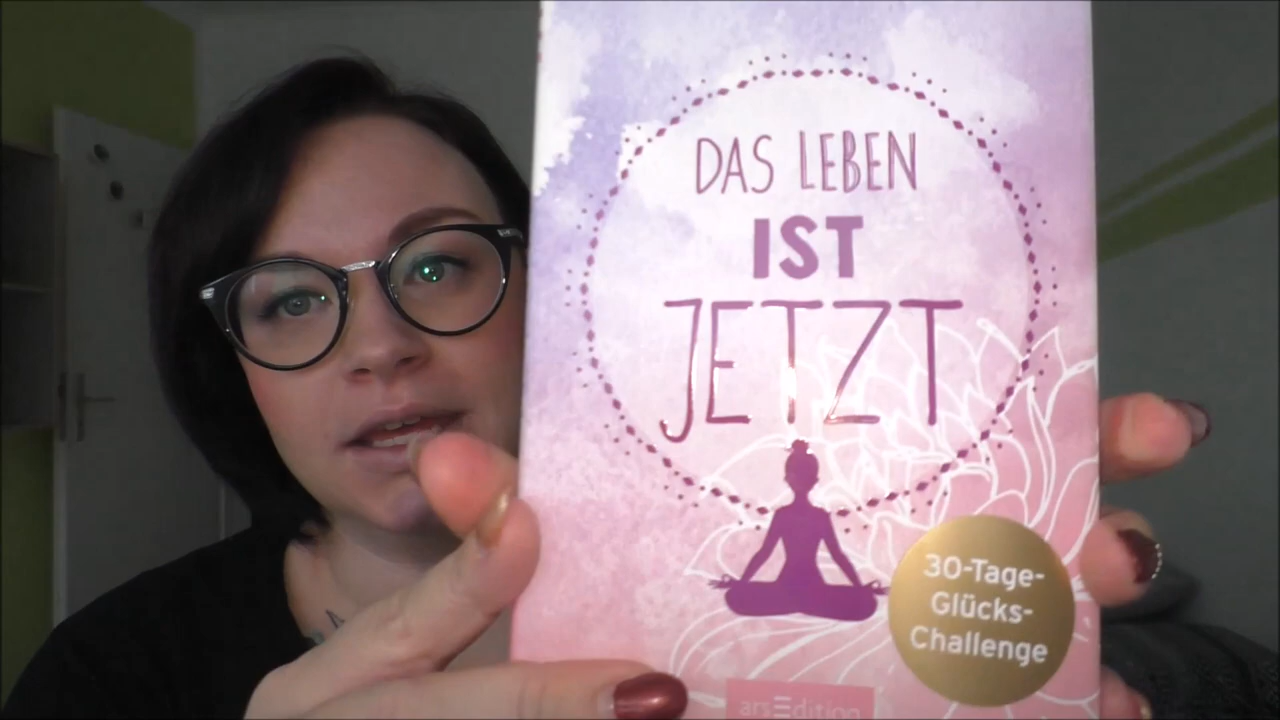 DAS LEBEN
IST
JETZT
30-Tage-
Glücks-
Challenge
arsEdition